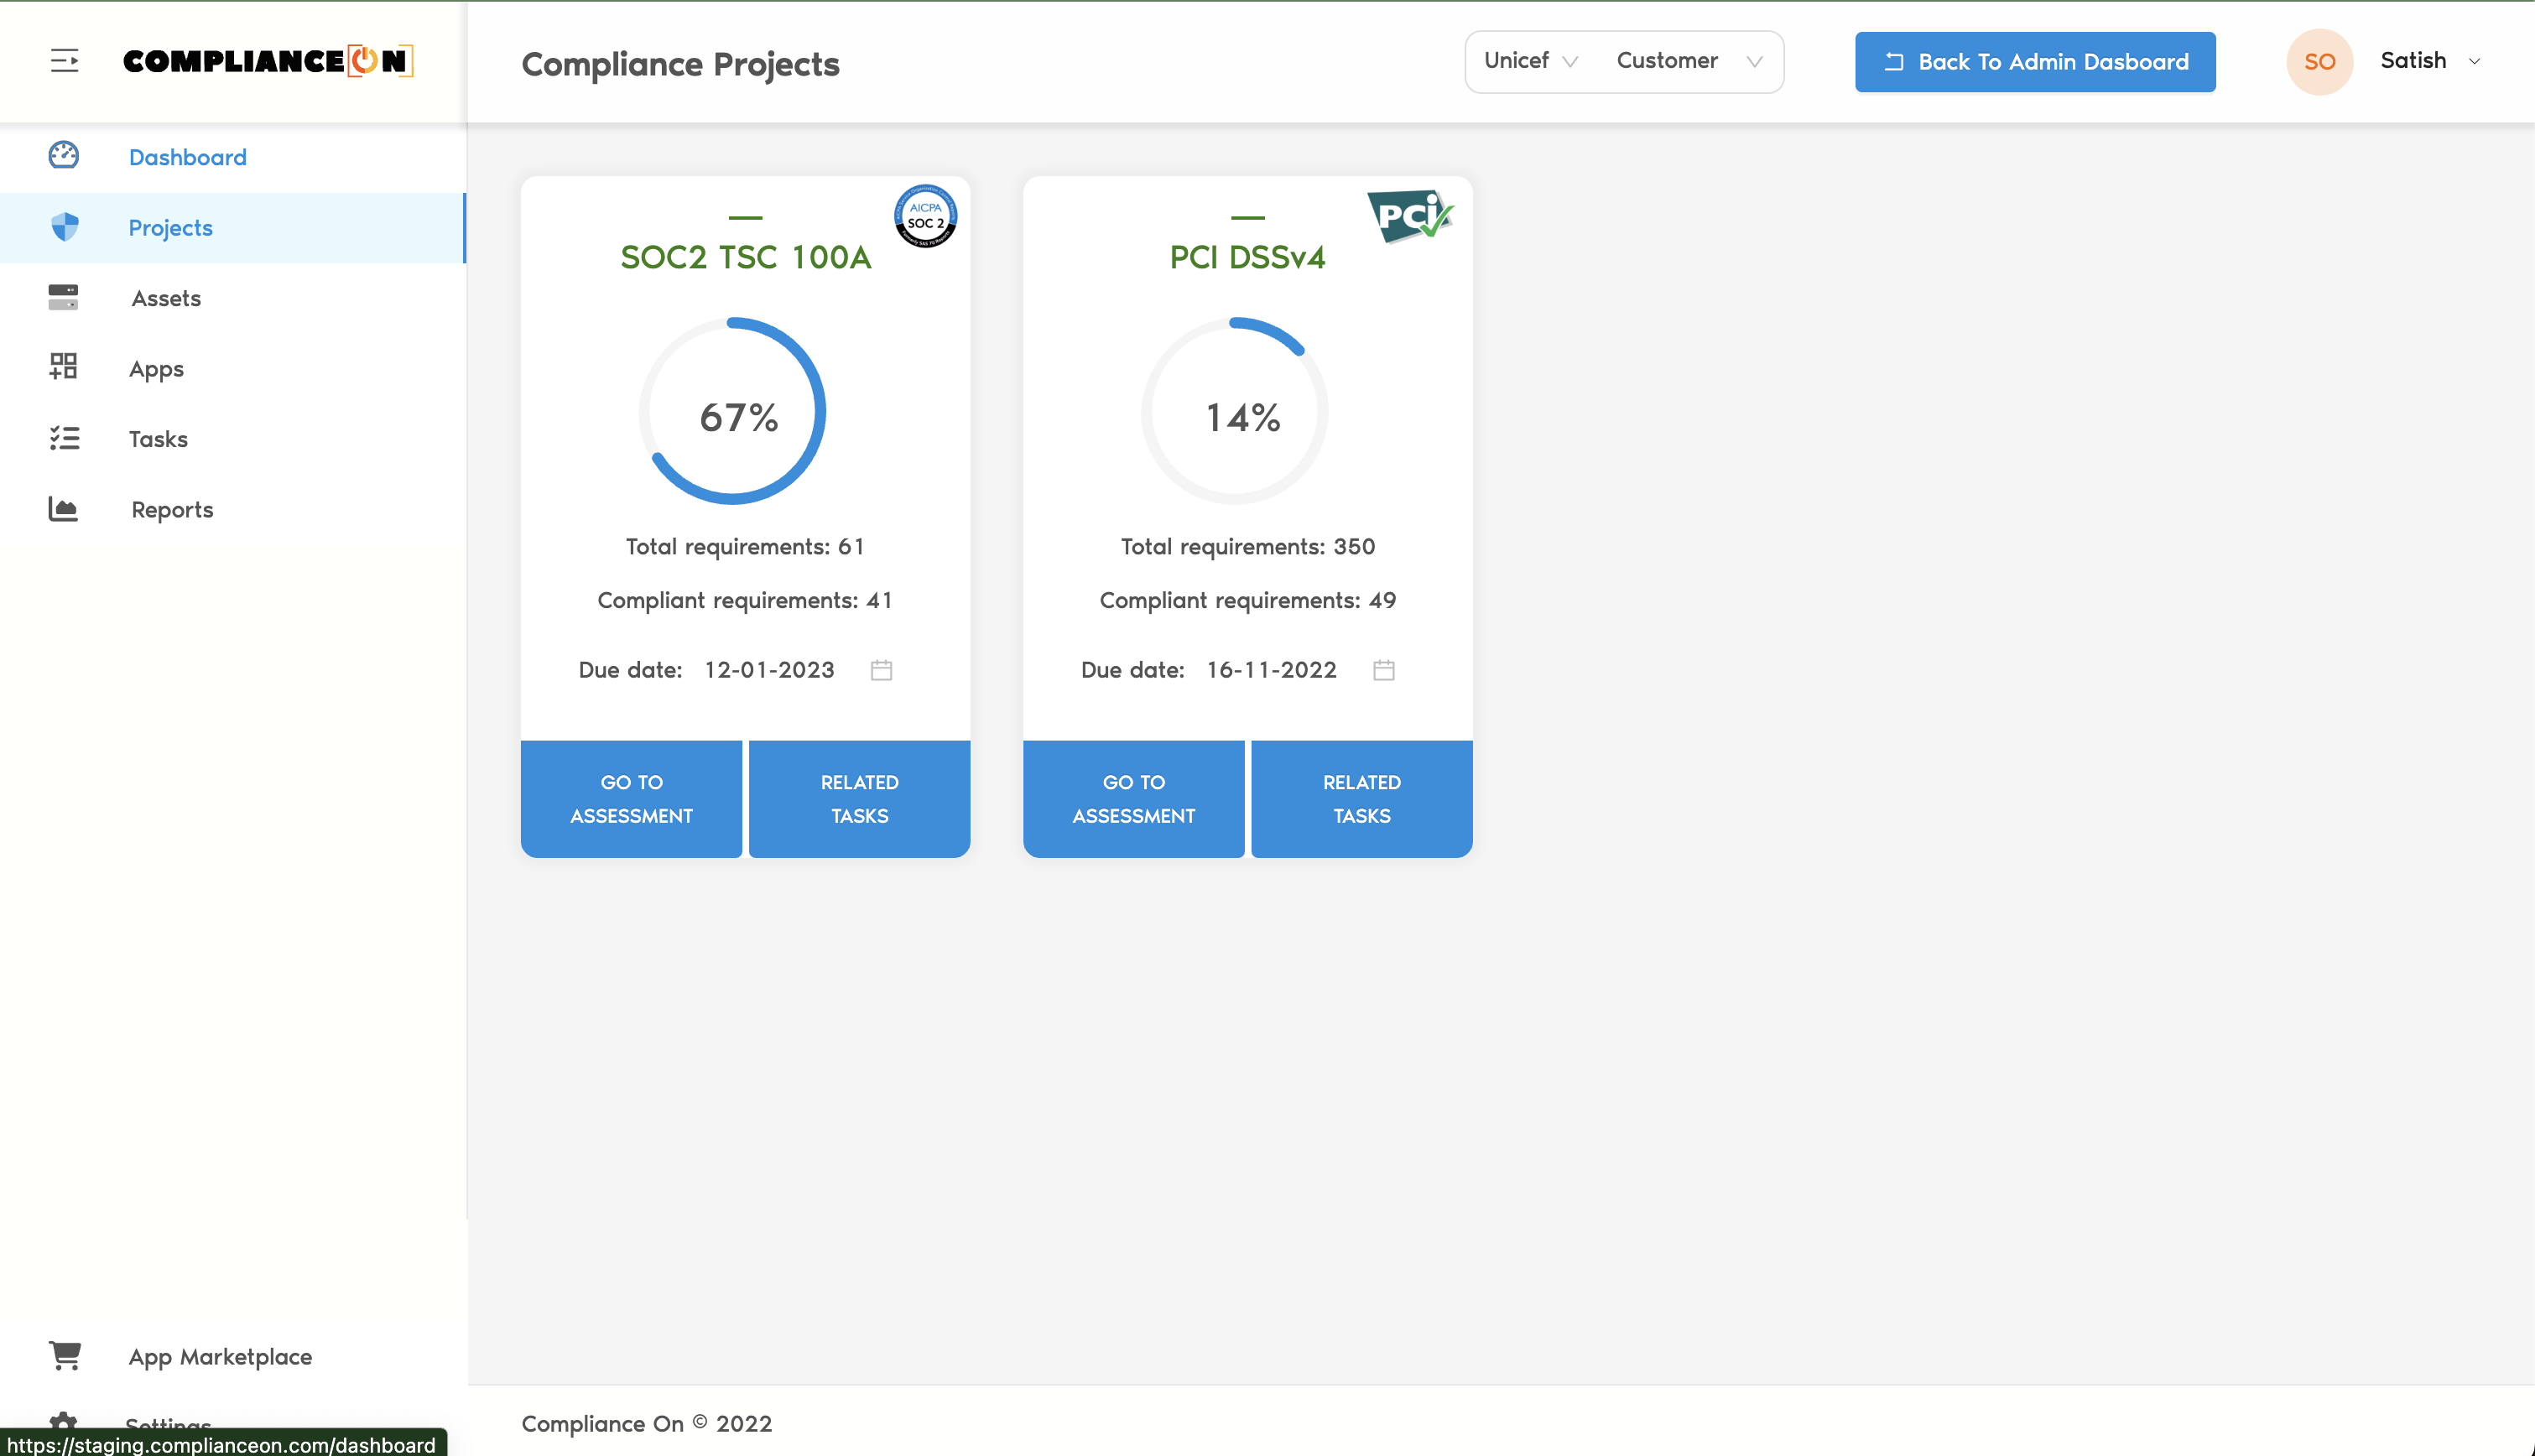 COMPLIANCE[ON]
Compliance Projects
Unicef
Customer
Back To Admin Dasboard
SO
Satish
Dashboard
Projects
Assets
Apps
Tasks
Reports
App Marketplace
Settings
AICPA
SOC 2
SOC2 TSC 100A
67%
Total requirements: 61
Compliant requirements: 41
Due date: 12-01-2023
GO TO
ASSESSMENT
RELATED
TASKS
PCi
PCI DSSv4
14%
Total requirements: 350
Compliant requirements: 49
Due date: 16-11-2022
GO TO
ASSESSMENT
RELATED
TASKS
Compliance On © 2022
https://staging.complianceon.com/dashboard